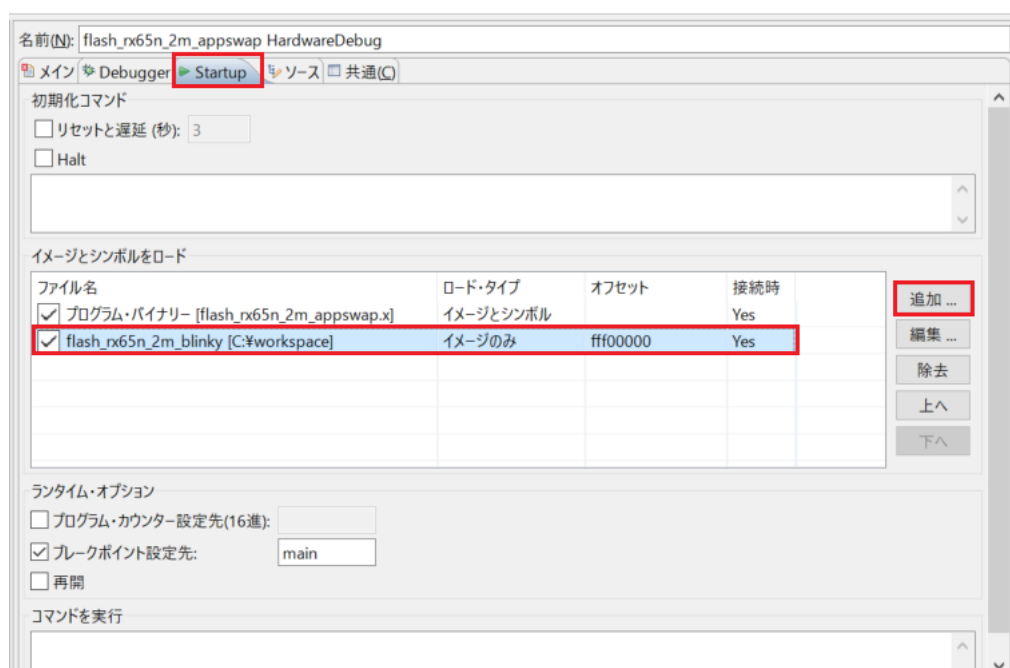 名前(N): flash_rx65n_2m_appswap HardwareDebug
メイン Debugger Startup ソース 共通(C)
初期化コマンド
リセットと遅延 (秒): 3
Halt
イメージとシンボルをロード
ファイル名 ロード・タイプ オフセット 接続時
プログラム・バイナリー [flash_rx65n_2m_appswap.x] イメージとシンボル Yes
flash_rx65n_2m_blinky [C:¥workspace] イメージのみ fff00000 Yes
追加 ...
編集 ...
除去
上へ
下へ
ランタイム・オプション
プログラム・カウンター設定先(16進):
ブレークポイント設定先: main
再開
コマンドを実行